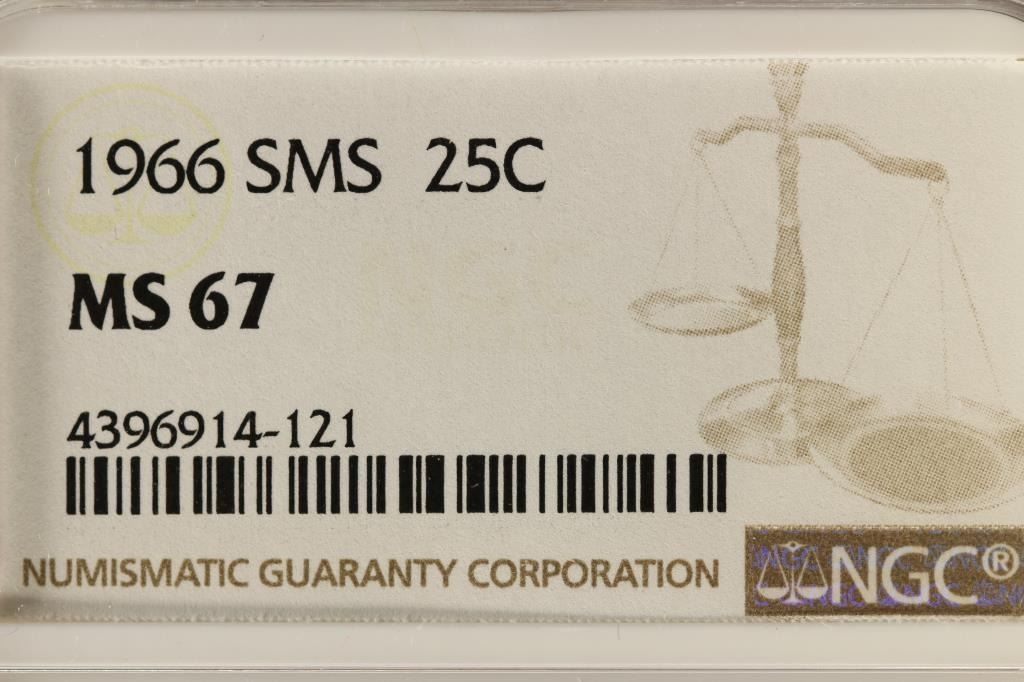 1966 SMS 25C
MS 67
4396914-121
NUMISMATIC GUARANTY CORPORATION
NGC®